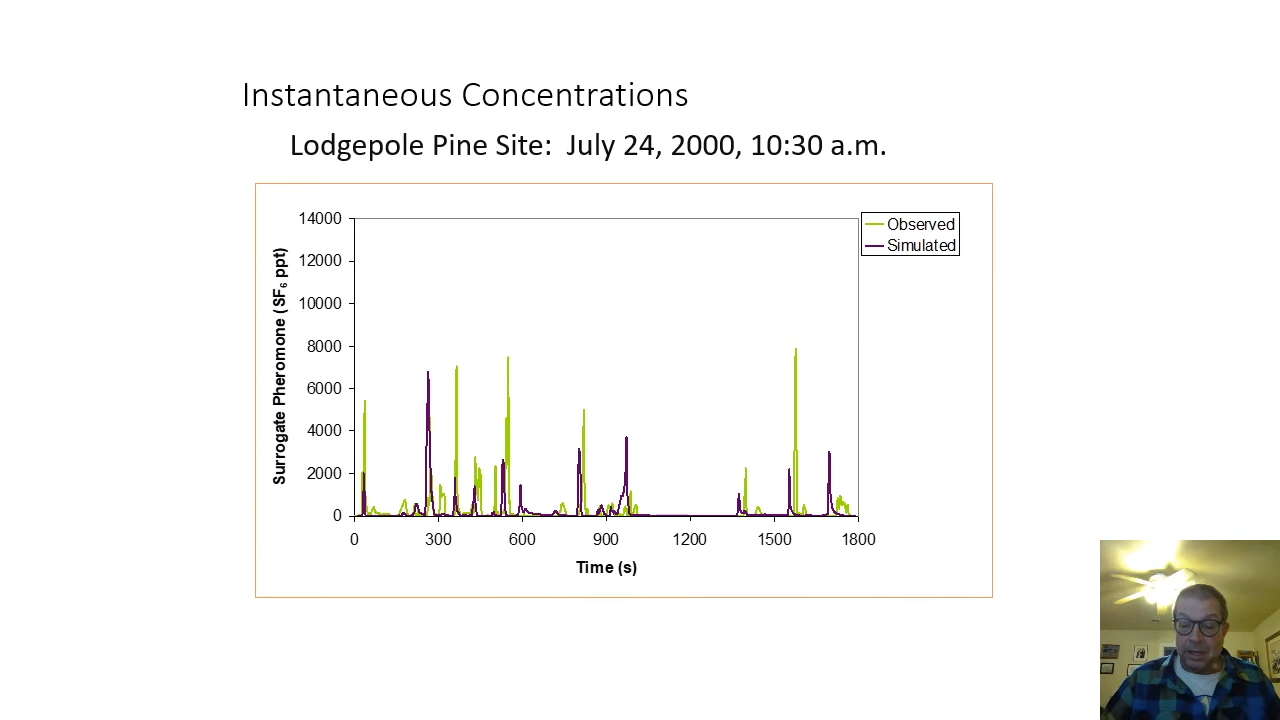 Instantaneous Concentrations
Lodgepole Pine Site: July 24, 2000, 10:30 a.m.
Observed
Simulated
Surrogate Pheromone (SF6 ppt)
14000
12000
10000
8000
6000
4000
2000
0
0 300 600 900 1200 1500 1800
Time (s)